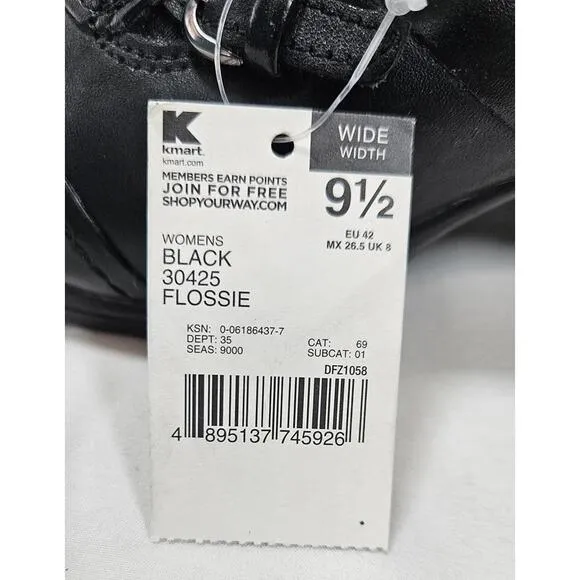 K
kmart.
kmart.com
MEMBERS EARN POINTS
JOIN FOR FREE
SHOPYOURWAY.COM
WIDE
WIDTH
9½
EU 42
MX 26.5 UK 8
WOMENS
BLACK
30425
FLOSSIE
KSN: 0-06186437-7
DEPT: 35 CAT: 69
SEAS: 9000 SUBCAT: 01
DFZ1058
4 895137 745926